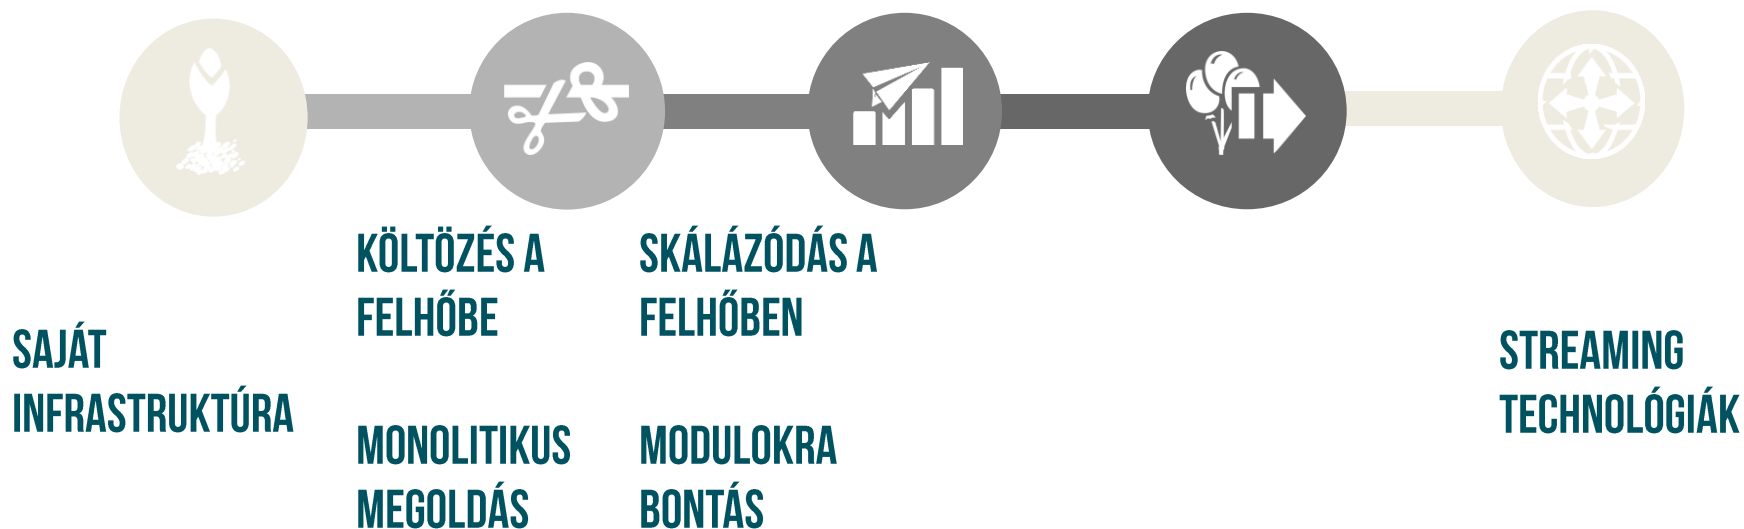 SAJÁT
INFRASTRUKTÚRA
KÖLTÖZÉS A
FELHŐBE
MONOLITIKUS
MEGOLDÁS
SKÁLÁZÓDÁS A
FELHŐBEN
MODULOKRA
BONTÁS
STREAMING
TECHNOLÓGIÁK